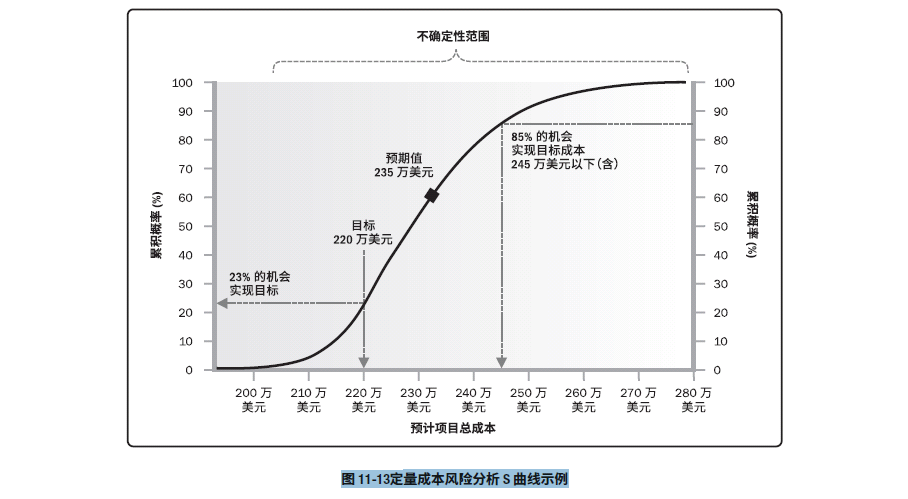 不确定性范围
100
90
80
70
60
50
40
30
20
10
0
累积概率 (%)
预期值
235 万美元
目标
220 万美元
23% 的机会
实现目标
85% 的机会
实现目标成本
245 万美元以下（含）
100
90
80
70
60
50
40
30
20
10
0
累积概率 (%)
200 万
美元
210 万
美元
220 万
美元
230 万
美元
240 万
美元
250 万
美元
260 万
美元
270 万
美元
280 万
美元
预计项目总成本
图 11-13定量成本风险分析 S 曲线示例